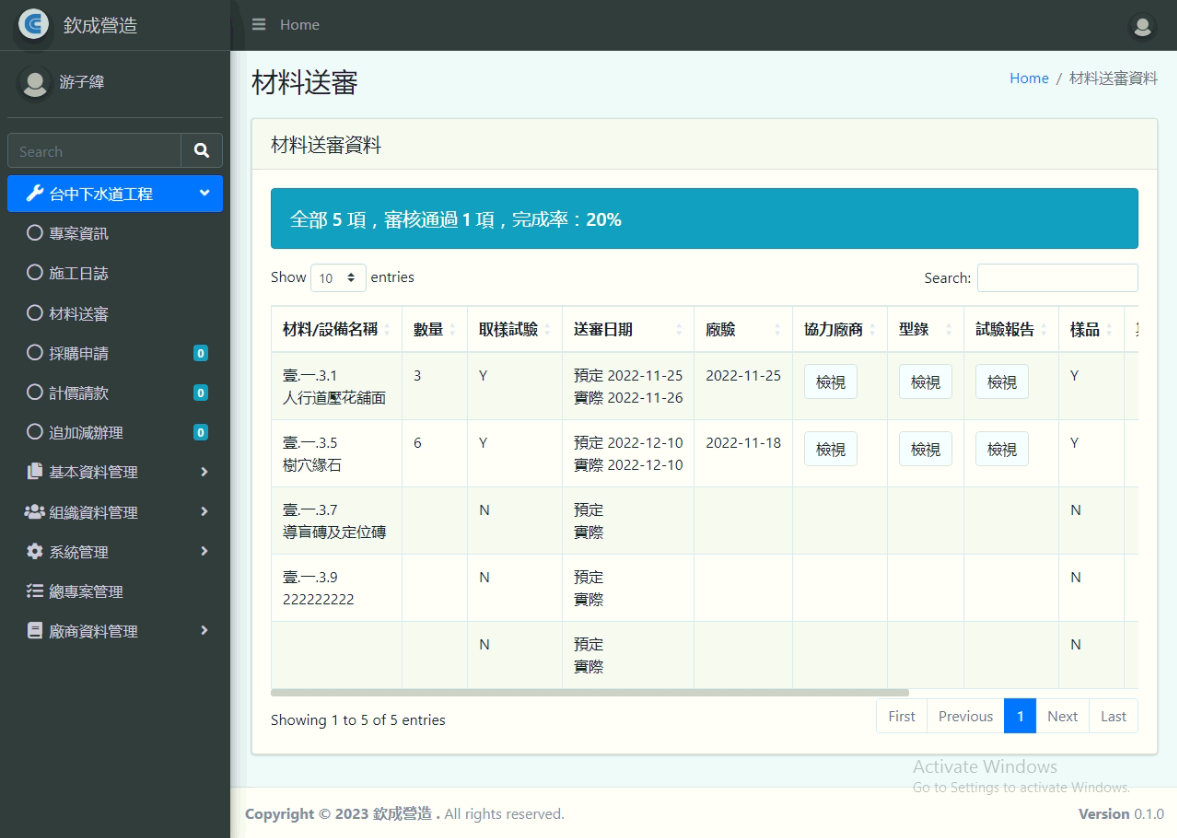 欽成營造
Home
游子緯
Search
台中下水道工程
專案資訊
施工日誌
材料送審
採購申請 0
計價請款 0
追加減辦理 0
基本資料管理
組織資料管理
系統管理
總專案管理
廠商資料管理
材料送審
Home / 材料送審資料
材料送審資料
全部 5 項，審核通過 1 項，完成率：20%
Show 10 entries
Search:
材料/設備名稱 數量 取樣試驗 送審日期 廠驗 協力廠商 型錄 試驗報告 樣品
壹.一.3.1 3 Y 預定 2022-11-25 2022-11-25 檢視 檢視 檢視 Y
人行道壓花舖面 實際 2022-11-26
壹.一.3.5 6 Y 預定 2022-12-10 2022-11-18 檢視 檢視 檢視 Y
樹穴緣石 實際 2022-12-10
壹.一.3.7 N 預定 N
導盲磚及定位磚 實際
壹.一.3.9 N 預定 N
222222222 實際
N 預定 N
實際
Showing 1 to 5 of 5 entries
First Previous 1 Next Last
Activate Windows
Go to Settings to activate Windows.
Copyright © 2023 欽成營造 . All rights reserved.
Version 0.1.0